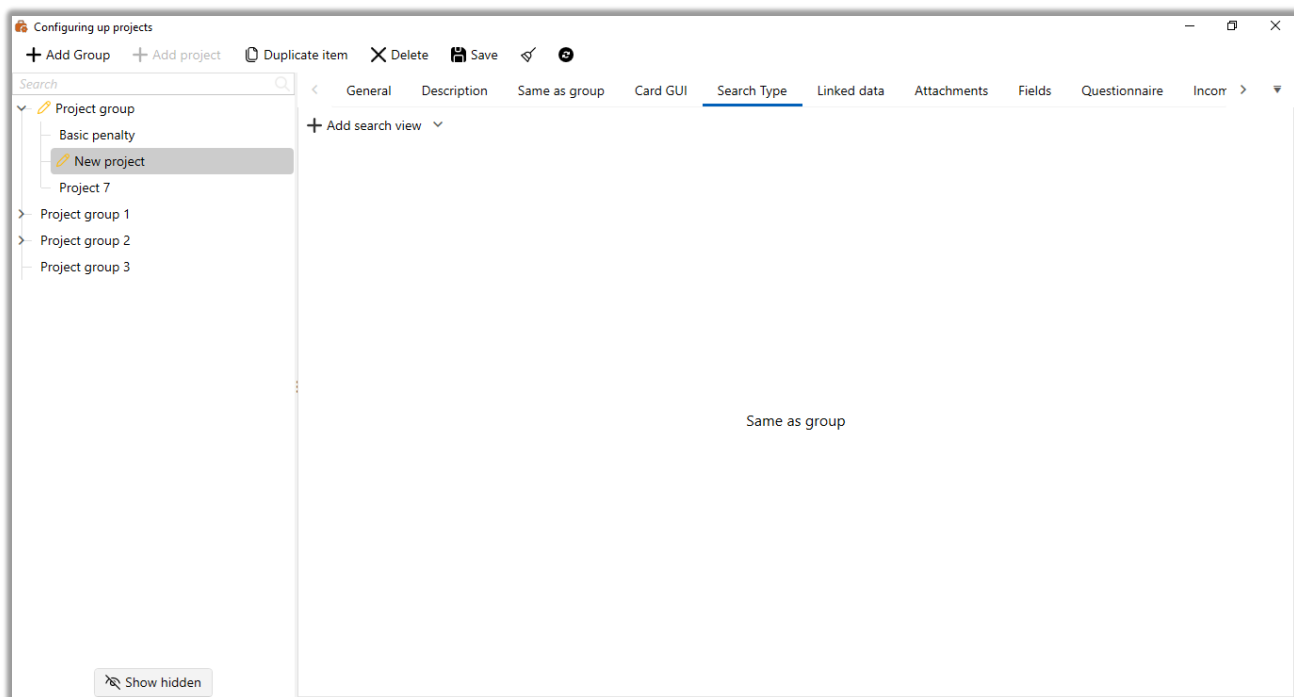 Configuring up projects
Add Group Add project Duplicate item Delete Save
Search
General Description Same as group Card GUI Search Type Linked data Attachments Fields Questionnaire Incom
Project group
Add search view
Basic penalty
New project
Project 7
Project group 1
Project group 2
Project group 3
Same as group
Show hidden